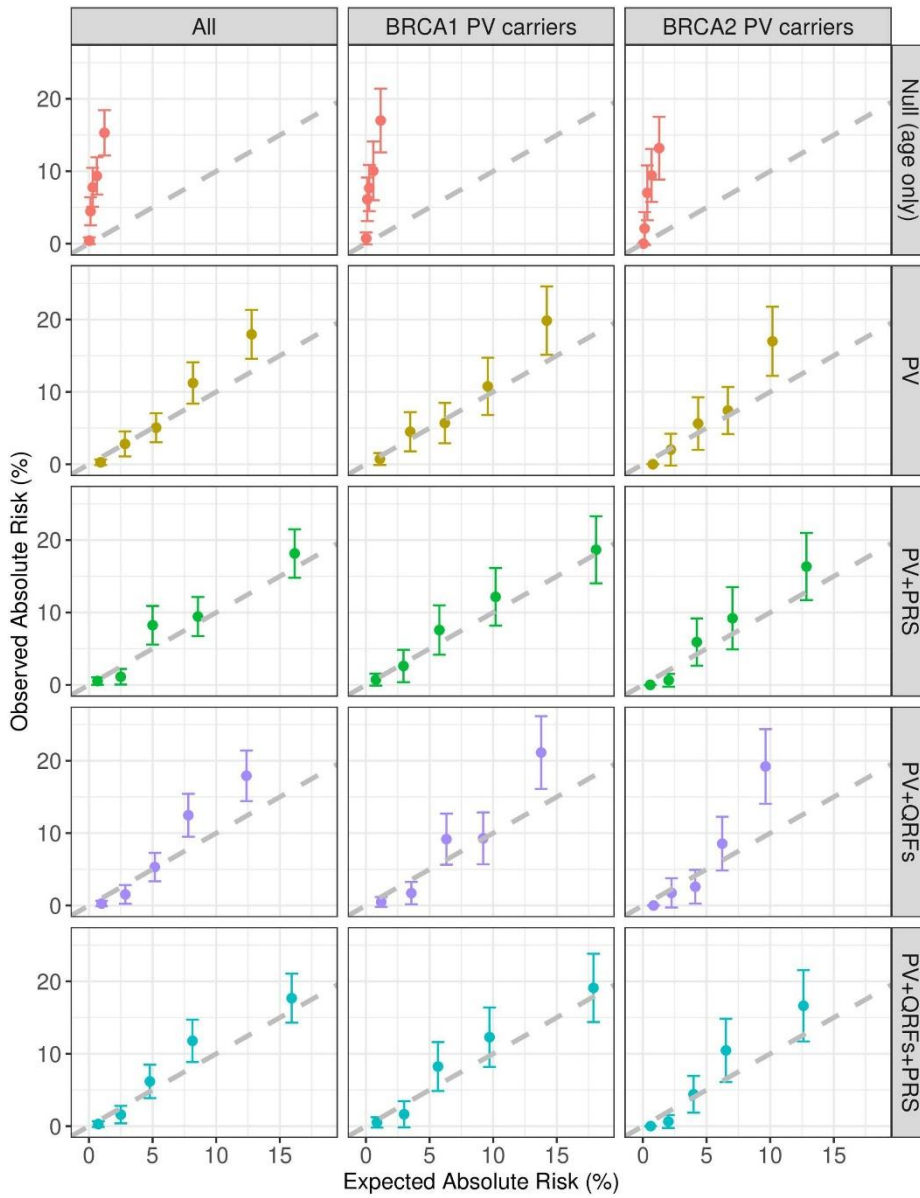 All BRCA1 PV carriers BRCA2 PV carriers
20
10
0
Null (age only)
20
10
0
PV
20
10
0
PV+PRS
20
10
0
PV+QRFs
20
10
0
PV+QRFs+PRS
Observed Absolute Risk (%)
0 5 10 15 0 5 10 15 0 5 10 15
Expected Absolute Risk (%)